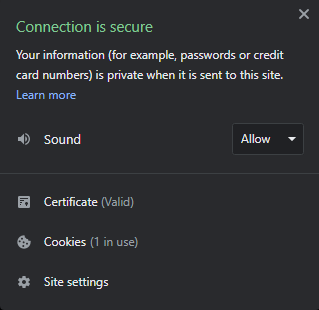 Connection is secure
Your information (for example, passwords or credit
card numbers) is private when it is sent to this site.
Learn more
Sound Allow
Certificate (Valid)
Cookies (1 in use)
Site settings